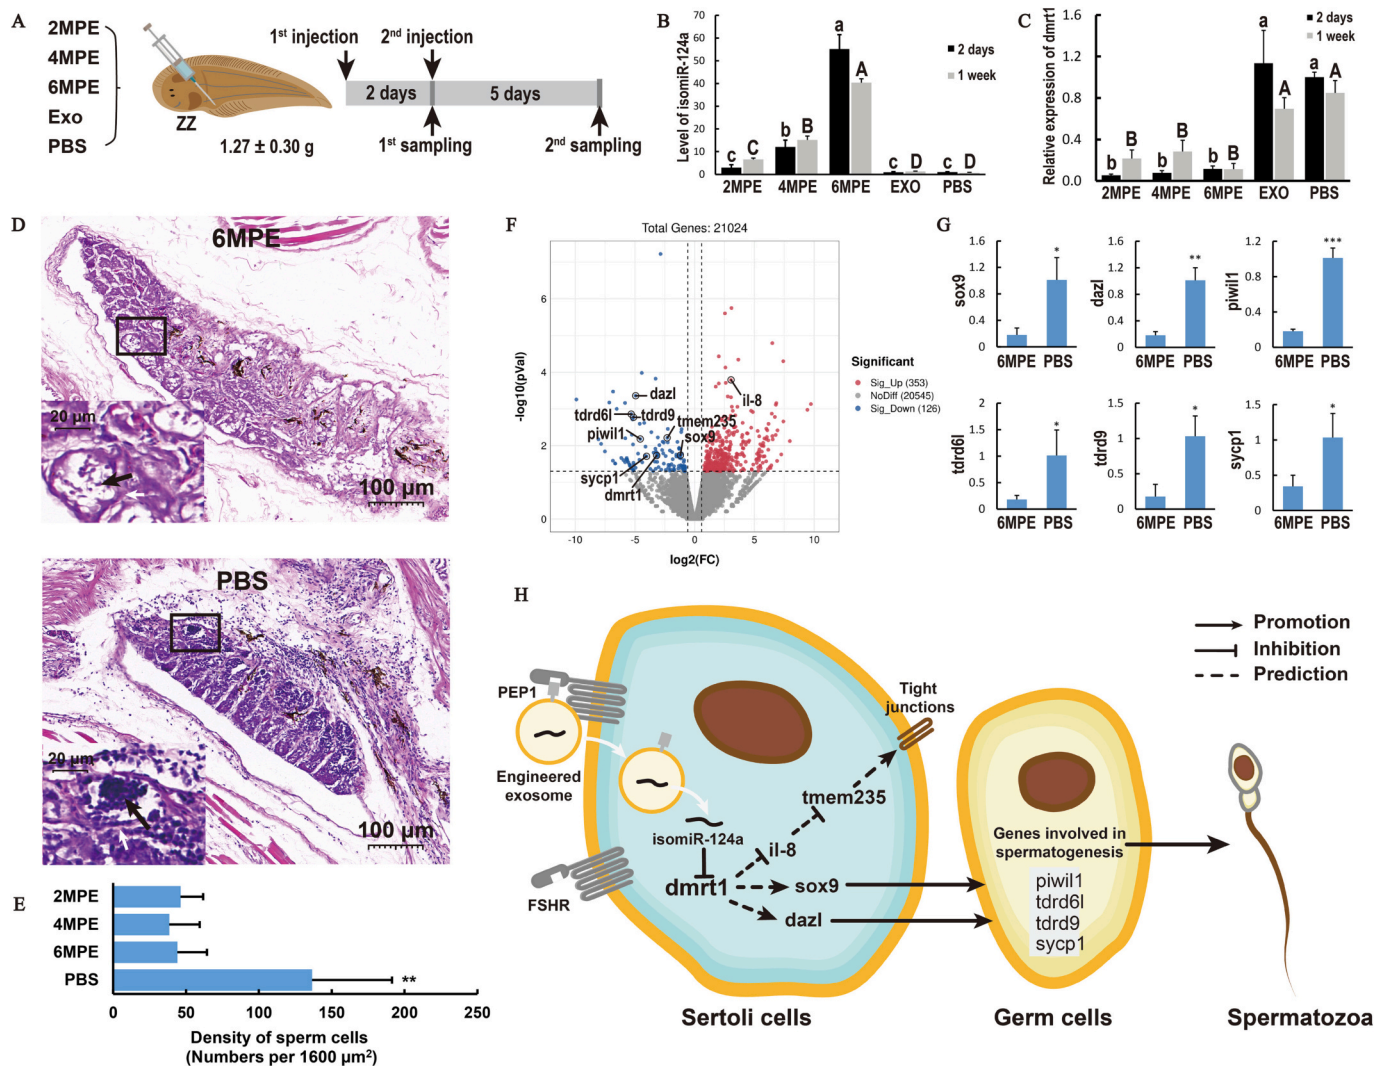 A
2MPE
4MPE
6MPE
Exo
PBS
ZZ
1.27 ± 0.30 g
1st injection
2nd injection
2 days
5 days
1st sampling
2nd sampling
B
Level of isomiR-124a
70
60
50
40
30
20
10
0
c
C
b
B
a
A
c
D
c
D
2 days
1 week
2MPE
4MPE
6MPE
EXO
PBS
C
Relative expression of dmrt1
1.6
1.2
0.8
0.4
0.0
b
B
b
B
b
B
a
A
a
A
2 days
1 week
2MPE
4MPE
6MPE
EXO
PBS
D
6MPE
20 μm
100 μm
PBS
20 μm
100 μm
E
2MPE
4MPE
6MPE
PBS
**
0
50
100
150
200
250
Density of sperm cells
(Numbers per 1600 μm²)
F
Total Genes: 21024
-log10(pVal)
6
4
2
0
dazl
tdrd6l
tdrd9
tmem235
piwil1
sox9
sycp1
dmrt1
il-8
-10
-5
0
5
10
log2(FC)
Significant
Sig_Up (353)
NoDiff (20545)
Sig_Down (126)
G
sox9
1.6
1.2
0.8
0.4
0
*
6MPE
PBS
dazl
1.6
1.2
0.8
0.4
0
**
6MPE
PBS
piwil1
1.2
0.8
0.4
0
***
6MPE
PBS
tdrd6l
2
1.6
1.2
0.8
0.4
0
*
6MPE
PBS
tdrd9
1.5
1
0.5
0
*
6MPE
PBS
sycp1
1.5
1
0.5
0
*
6MPE
PBS
H
PEP1
Engineered
exosome
FSHR
isomiR-124a
dmrt1
il-8
sox9
dazl
tmem235
Tight
junctions
Sertoli cells
Genes involved in
spermatogenesis
piwil1
tdrd6l
tdrd9
sycp1
Germ cells
Spermatozoa
Promotion
Inhibition
Prediction